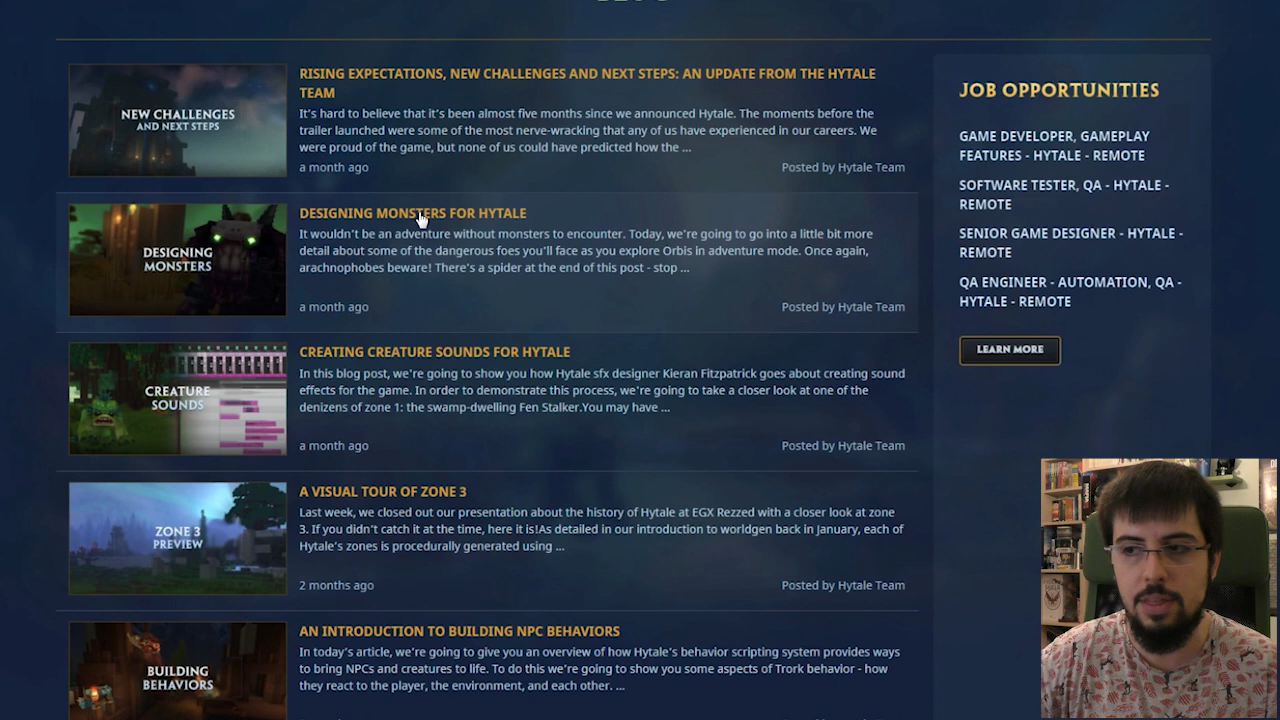 NEW CHALLENGES
AND NEXT STEPS
RISING EXPECTATIONS, NEW CHALLENGES AND NEXT STEPS: AN UPDATE FROM THE HYTALE
TEAM
It's hard to believe that it's been almost five months since we announced Hytale. The moments before the
trailer launched were some of the most nerve-wracking that any of us have experienced in our careers. We
were proud of the game, but none of us could have predicted how the ...
a month ago
Posted by Hytale Team
DESIGNING
MONSTERS
DESIGNING MONSTERS FOR HYTALE
It wouldn't be an adventure without monsters to encounter. Today, we're going to go into a little bit more
detail about some of the dangerous foes you'll face as you explore Orbis in adventure mode. Once again,
arachnophobes beware! There's a spider at the end of this post - stop ...
a month ago
Posted by Hytale Team
CREATURE
SOUNDS
CREATING CREATURE SOUNDS FOR HYTALE
In this blog post, we're going to show you how Hytale sfx designer Kieran Fitzpatrick goes about creating sound
effects for the game. In order to demonstrate this process, we're going to take a closer look at one of the
denizens of zone 1: the swamp-dwelling Fen Stalker.You may have ...
a month ago
Posted by Hytale Team
ZONE 3
PREVIEW
A VISUAL TOUR OF ZONE 3
Last week, we closed out our presentation about the history of Hytale at EGX Rezzed with a closer look at zone
3. If you didn't catch it at the time, here it is!As detailed in our introduction to worldgen back in January, each of
Hytale's zones is procedurally generated using ...
2 months ago
Posted by Hytale Team
BUILDING
BEHAVIORS
AN INTRODUCTION TO BUILDING NPC BEHAVIORS
In today's article, we're going to give you an overview of how Hytale's behavior scripting system provides ways
to bring NPCs and creatures to life. To do this we're going to show you some aspects of Trork behavior - how
they react to the player, the environment, and each other. ...
JOB OPPORTUNITIES
GAME DEVELOPER, GAMEPLAY
FEATURES - HYTALE - REMOTE
SOFTWARE TESTER, QA - HYTALE -
REMOTE
SENIOR GAME DESIGNER - HYTALE -
REMOTE
QA ENGINEER - AUTOMATION, QA -
HYTALE - REMOTE
LEARN MORE